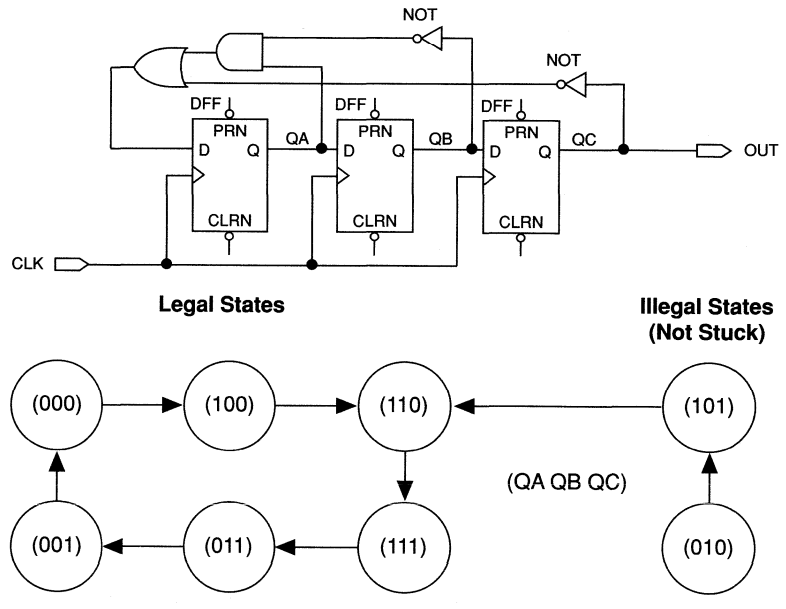 NOT
NOT
DFF
DFF
DFF
PRN
PRN
PRN
D
Q
QA
D
Q
QB
D
Q
QC
OUT
CLRN
CLRN
CLRN
CLK
Legal States
Illegal States
(Not Stuck)
(000)
(100)
(110)
(101)
(QA QB QC)
(001)
(011)
(111)
(010)